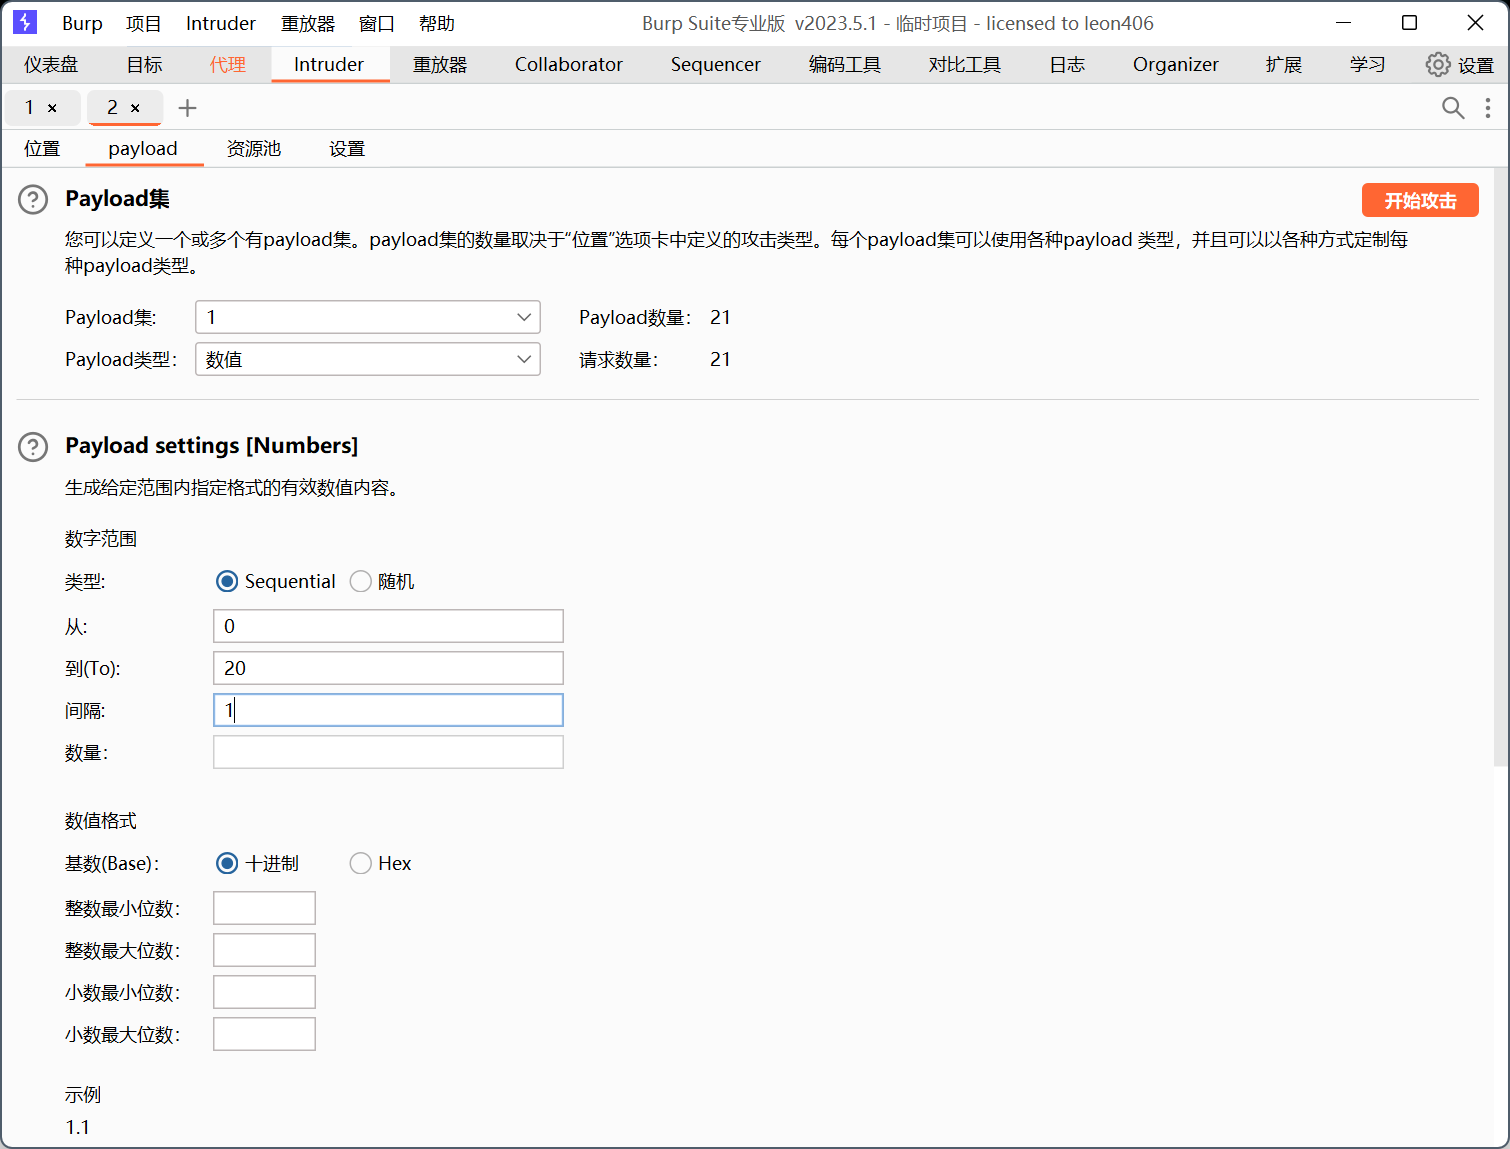 Burp 项目 Intruder 重放器 窗口 帮助 Burp Suite专业版 v2023.5.1 - 临时项目 - licensed to leon406
仪表盘 目标 代理 Intruder 重放器 Collaborator Sequencer 编码工具 对比工具 日志 Organizer 扩展 学习 设置
1 × 2 × +
位置 payload 资源池 设置
Payload集 开始攻击
您可以定义一个或多个有payload集。payload集的数量取决于“位置”选项卡中定义的攻击类型。每个payload集可以使用各种payload 类型，并且可以以各种方式定制每
种payload类型。
Payload集: 1 Payload数量： 21
Payload类型： 数值 请求数量： 21
Payload settings [Numbers]
生成给定范围内指定格式的有效数值内容。
数字范围
类型: Sequential 随机
从: 0
到(To): 20
间隔: 1
数量：
数值格式
基数(Base)： 十进制 Hex
整数最小位数：
整数最大位数：
小数最小位数：
小数最大位数：
示例
1.1